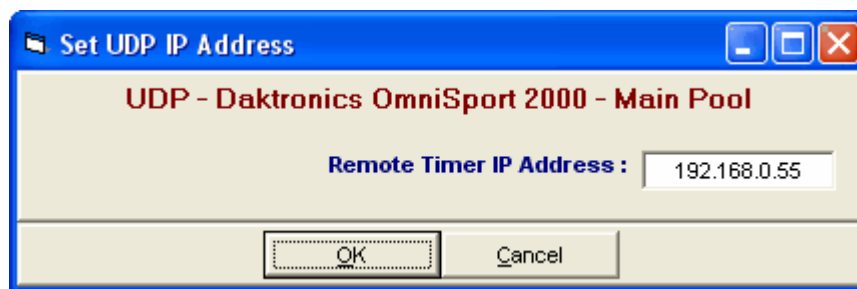 Set UDP IP Address
UDP - Daktronics OmniSport 2000 - Main Pool
Remote Timer IP Address : 192.168.0.55
OK Cancel